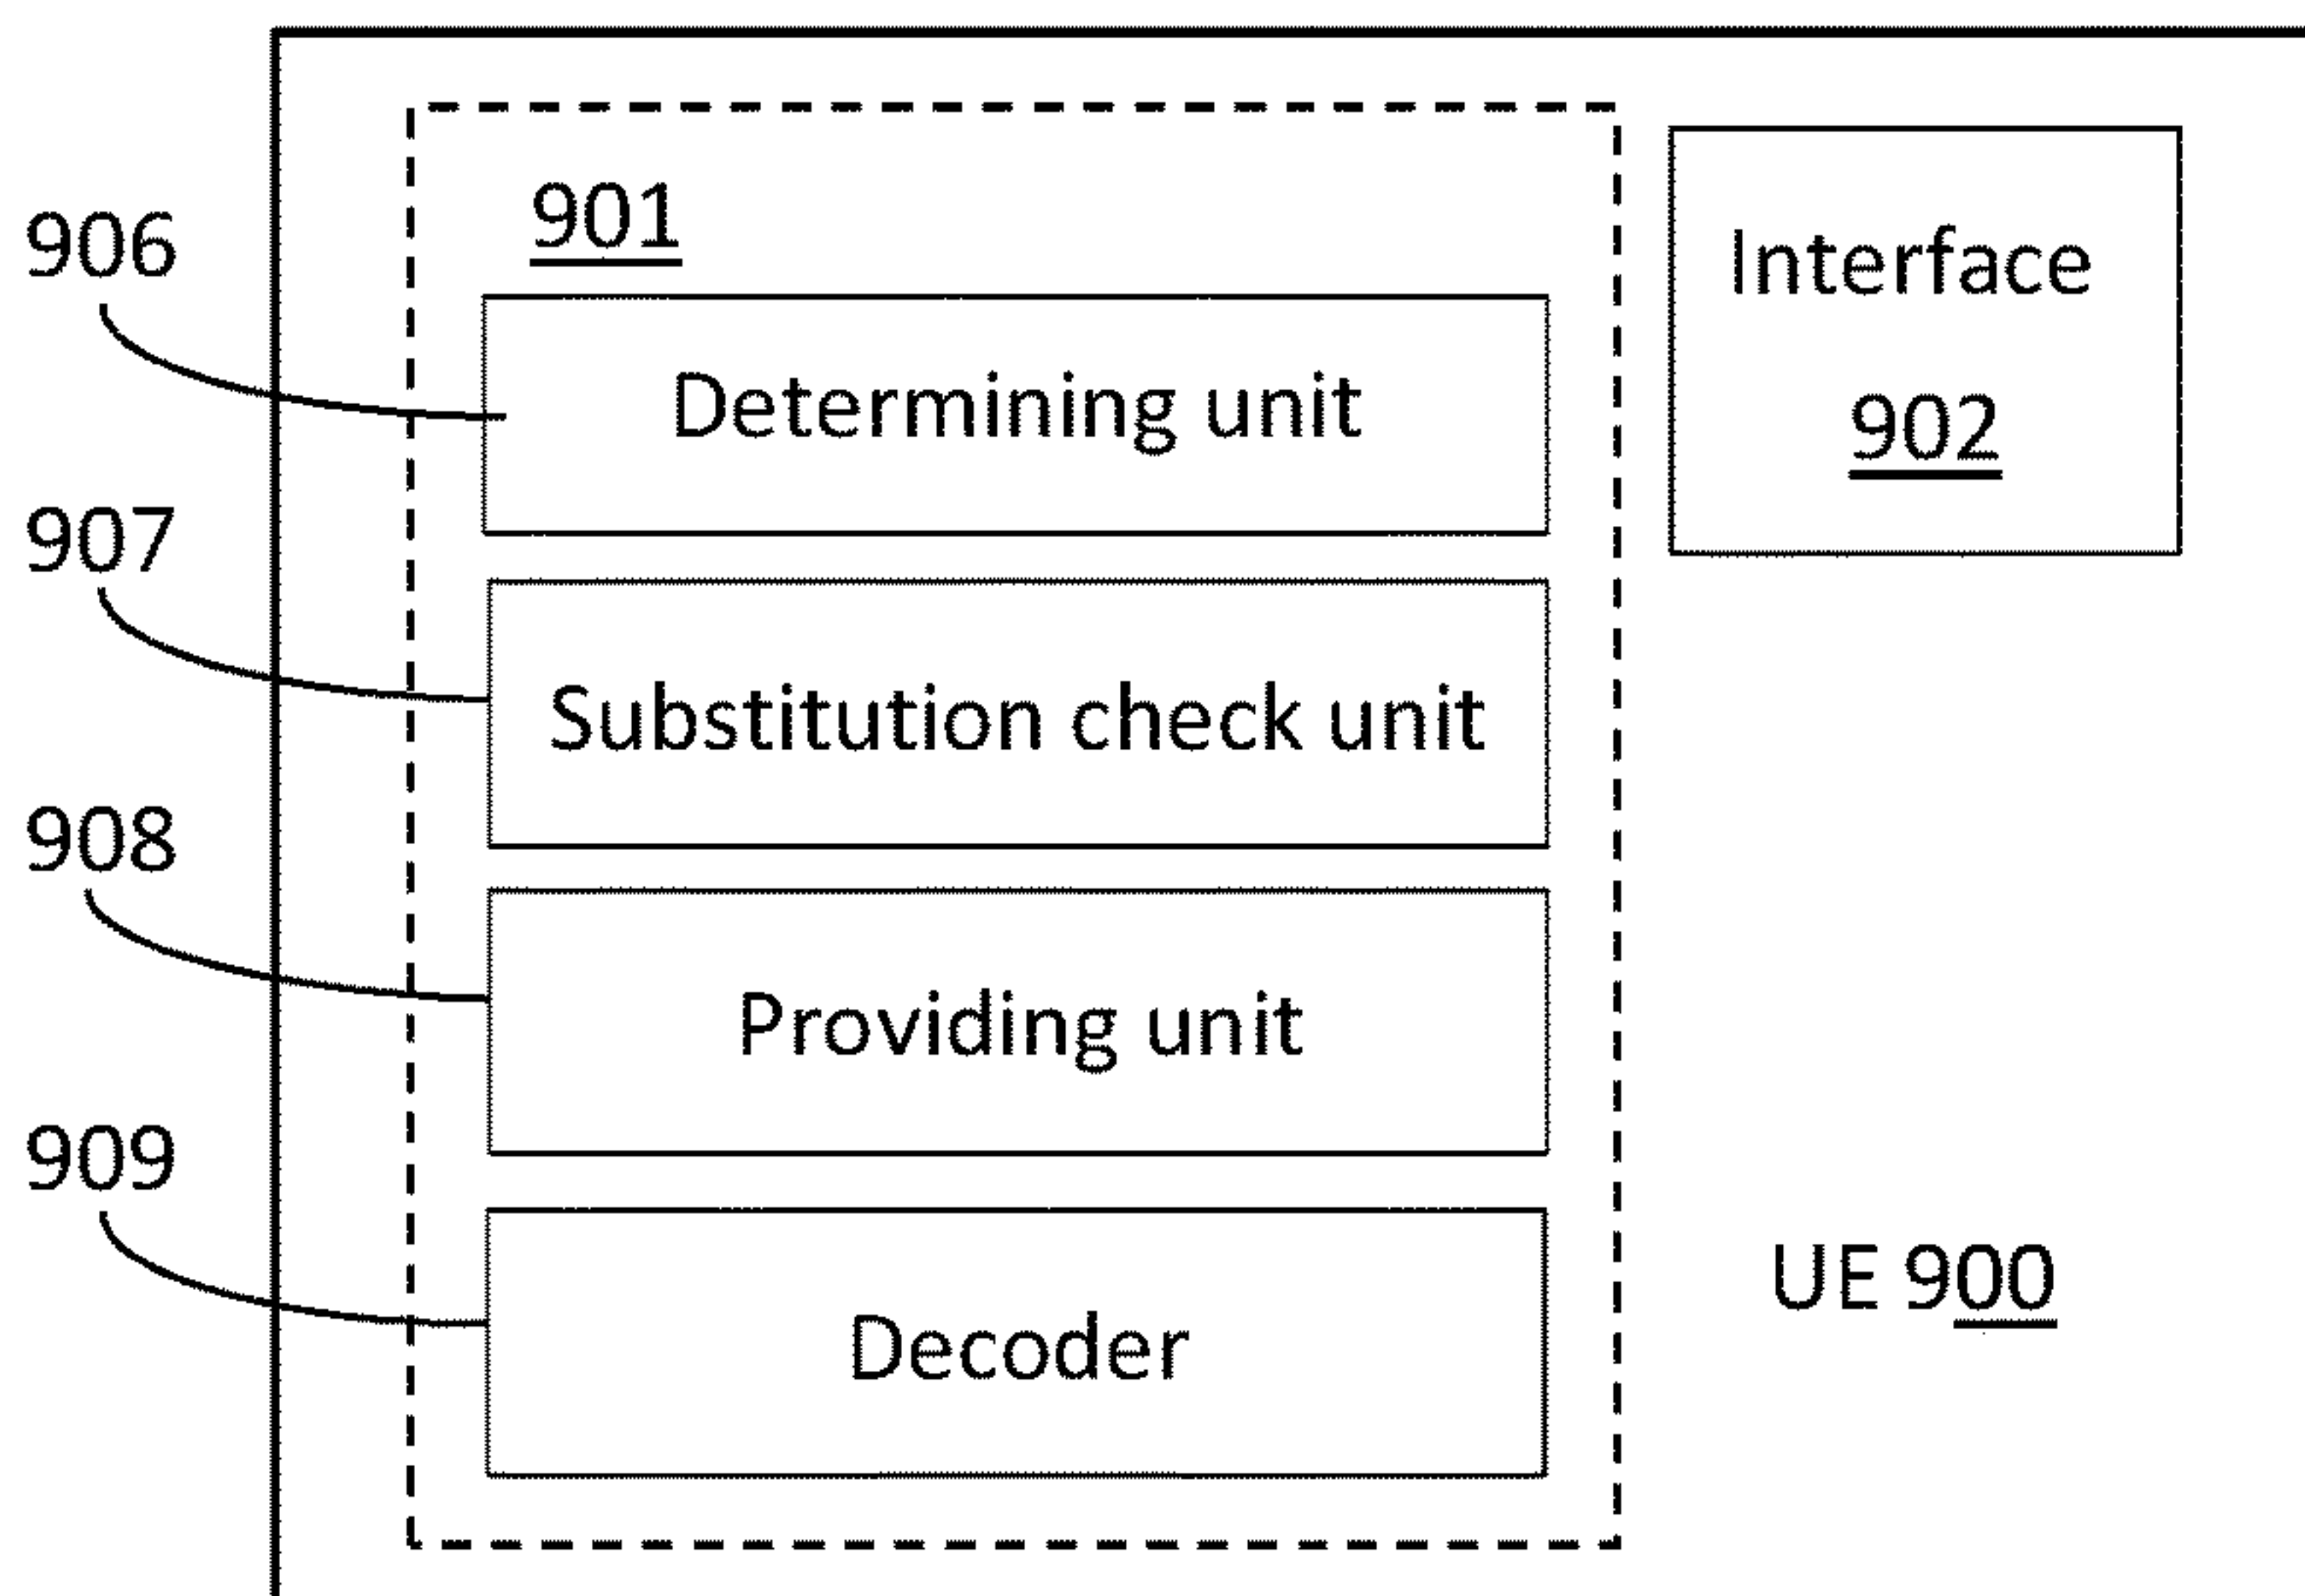 901
906
Determining unit
Interface
902
907
Substitution check unit
908
Providing unit
909
Decoder
UE 900